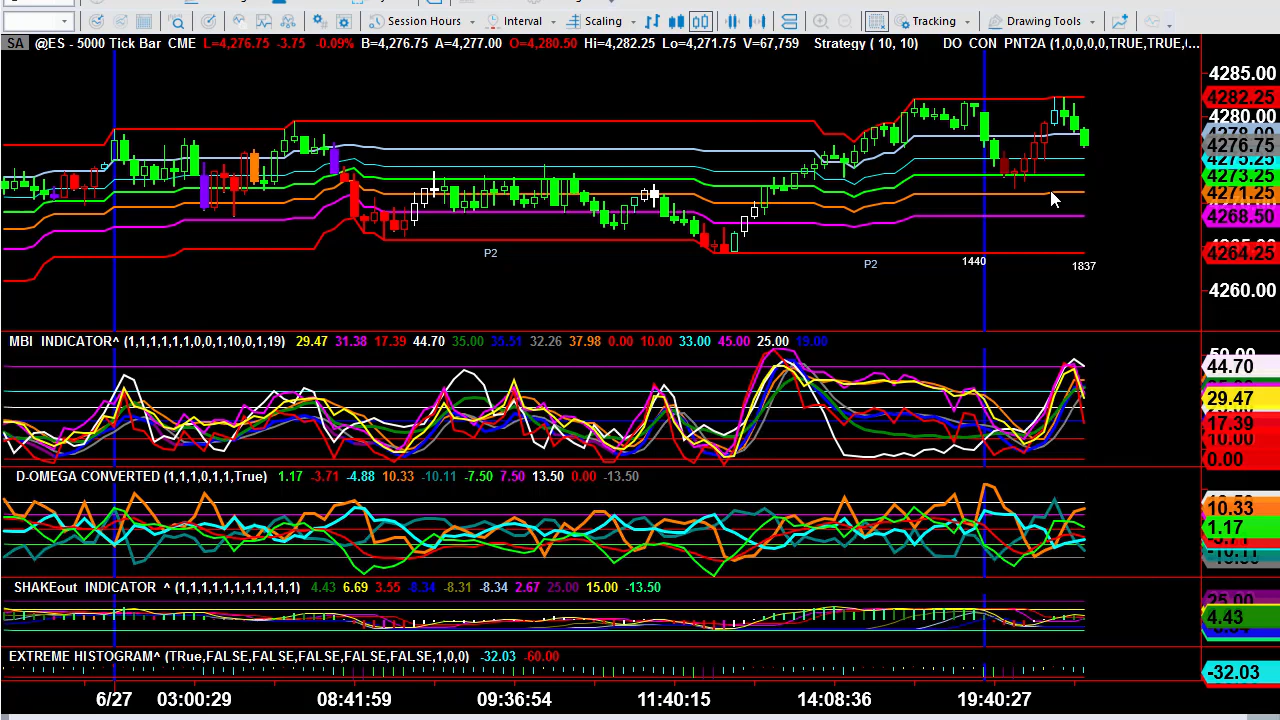 Session Hours Interval Scaling Tracking Drawing Tools
SA @ES - 5000 Tick Bar CME L=4,276.75 -3.75 -0.09% B=4,276.75 A=4,277.00 O=4,280.50 Hi=4,282.25 Lo=4,271.75 V=67,759 Strategy ( 10, 10) DO CON PNT2A (1,0,0,0,0,TRUE,TRUE,(...
4285.00
4282.25
4280.00
4278.00
4276.75
4275.25
4273.25
4271.25
4268.50
4264.25
4260.00
P2
P2
1440
1837
MBI INDICATOR^ (1,1,1,1,1,1,0,0,1,10,0,1,19) 29.47 31.38 17.39 44.70 35.00 35.51 32.26 37.98 0.00 10.00 33.00 45.00 25.00 19.00
44.70
29.47
17.39
10.00
0.00
D-OMEGA CONVERTED (1,1,1,0,1,1,True) 1.17 -3.71 -4.88 10.33 -10.11 -7.50 7.50 13.50 0.00 -13.50
10.33
1.17
SHAKEout INDICATOR ^ (1,1,1,1,1,1,1,1,1,1,1) 4.43 6.69 3.55 -8.34 -8.31 -8.34 2.67 25.00 15.00 -13.50
25.00
4.43
EXTREME HISTOGRAM^ (TRue,FALSE,FALSE,FALSE,FALSE,FALSE,1,0,0) -32.03 -60.00
-32.03
6/27 03:00:29 08:41:59 09:36:54 11:40:15 14:08:36 19:40:27